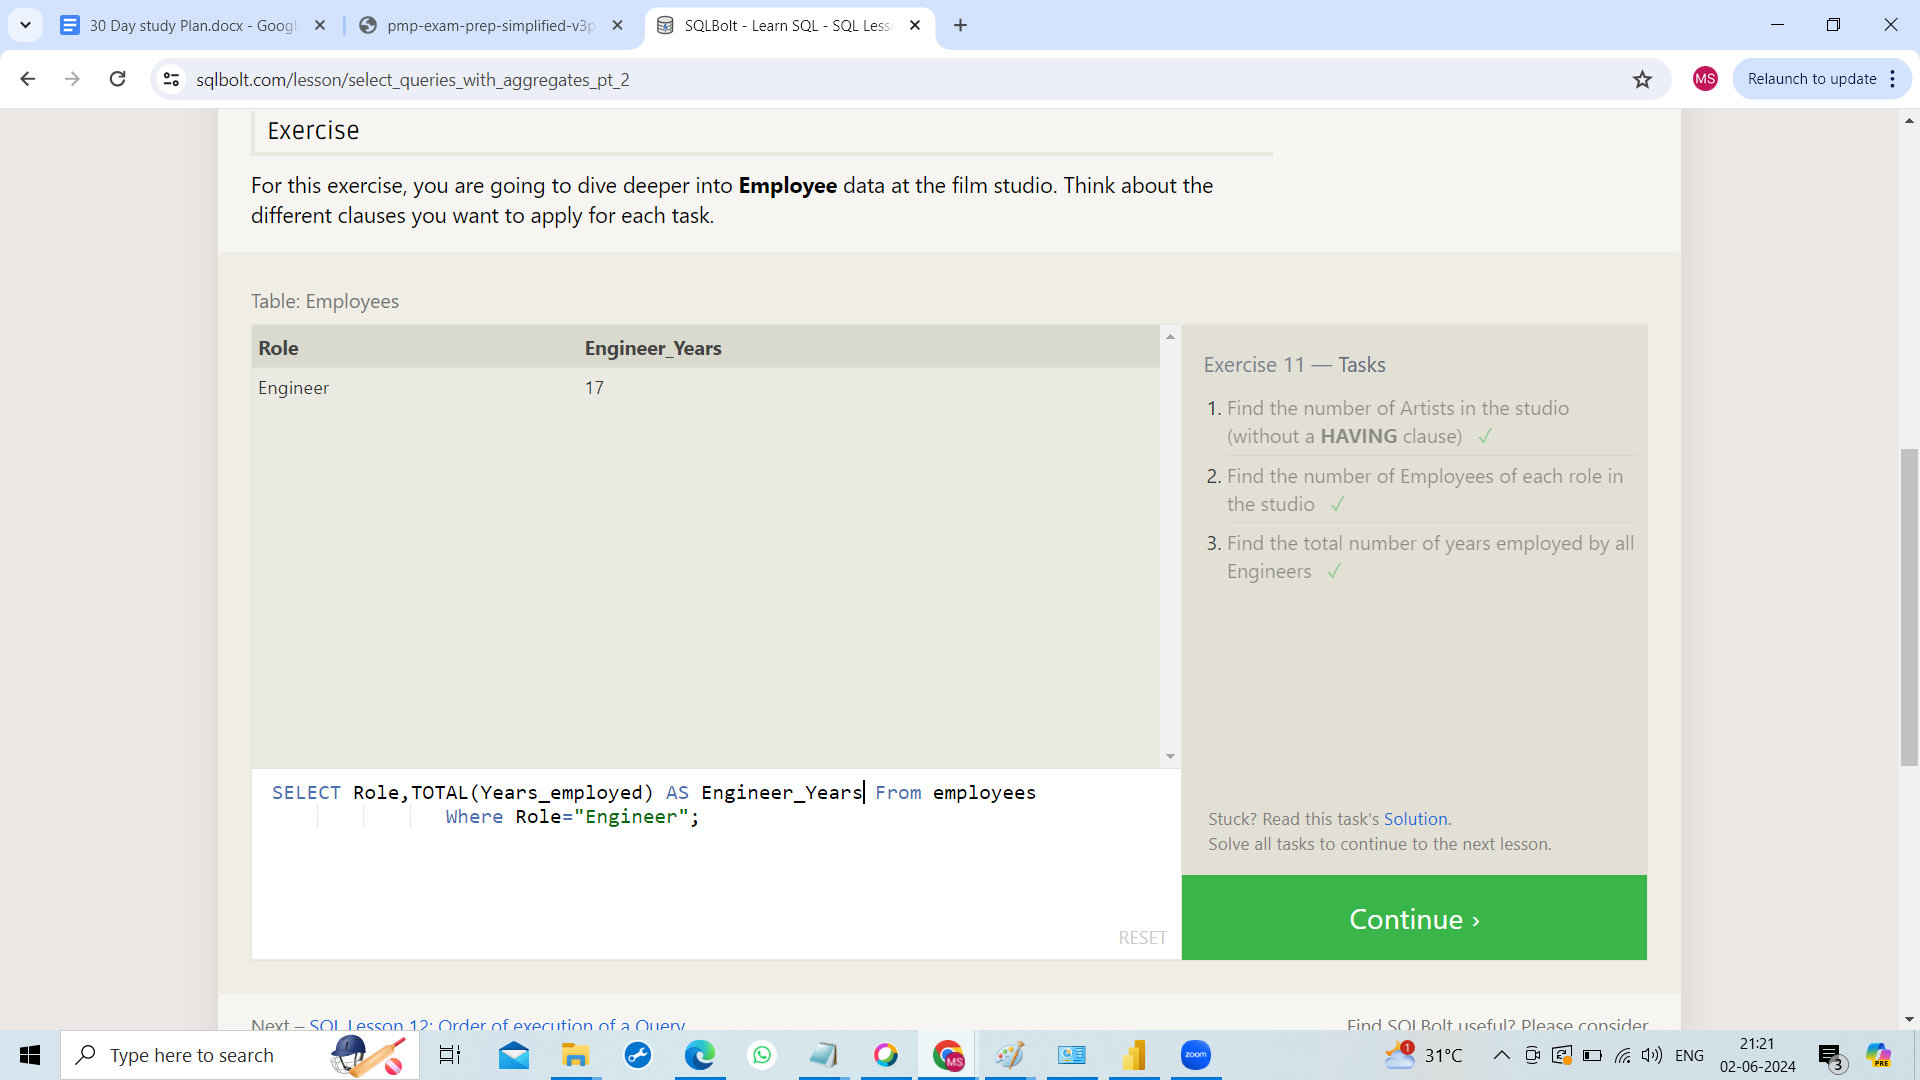 30 Day study Plan.docx - Googl
pmp-exam-prep-simplified-v3p
SQLBolt - Learn SQL - SQL Less
sqlbolt.com/lesson/select_queries_with_aggregates_pt_2
MS
Relaunch to update
Exercise
For this exercise, you are going to dive deeper into Employee data at the film studio. Think about the
different clauses you want to apply for each task.
Table: Employees
Role Engineer_Years
Engineer 17
Exercise 11 — Tasks
1. Find the number of Artists in the studio
(without a HAVING clause) ✓
2. Find the number of Employees of each role in
the studio ✓
3. Find the total number of years employed by all
Engineers ✓
SELECT Role,TOTAL(Years_employed) AS Engineer_Years From employees
Where Role="Engineer";
RESET
Stuck? Read this task's Solution.
Solve all tasks to continue to the next lesson.
Continue ›
Next – SQL Lesson 12: Order of execution of a Query
Find SQLBolt useful? Please consider
Type here to search
MS
zoom
1
31°C
ENG
21:21
02-06-2024
3
PRE